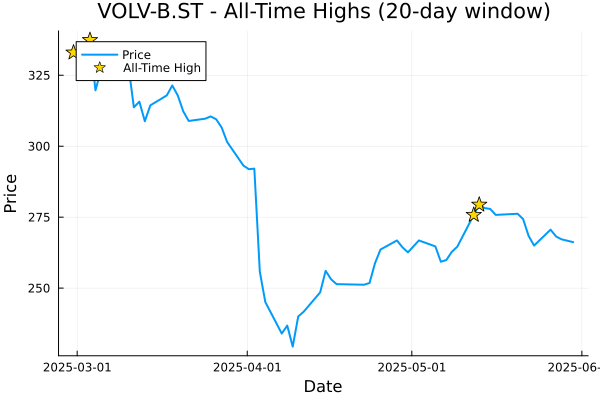 VOLV-B.ST - All-Time Highs (20-day window)
Price
All-Time High
325
300
275
250
Price
2025-03-01
2025-04-01
2025-05-01
2025-06-
Date